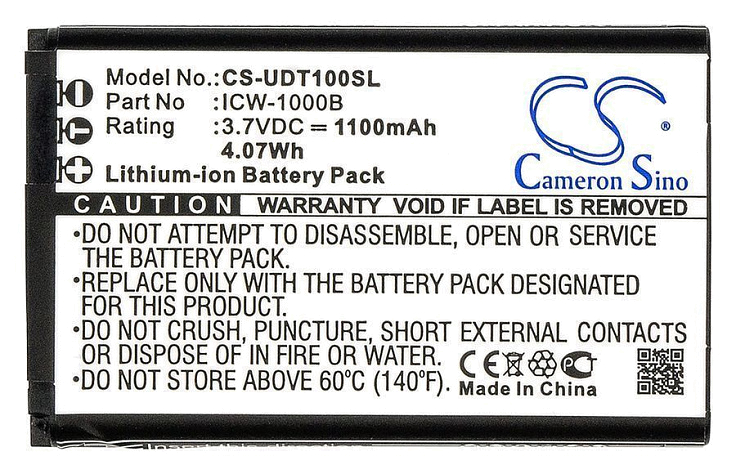 Model No.:CS-UDT100SL
Part No :ICW-1000B
Rating :3.7VDC ⎓ 1100mAh
4.07Wh
Lithium-ion Battery Pack
CS ®
Cameron Sino
CAUTION WARRANTY VOID IF LABEL IS REMOVED
•DO NOT ATTEMPT TO DISASSEMBLE, OPEN OR SERVICE
THE BATTERY PACK.
•REPLACE ONLY WITH THE BATTERY PACK DESIGNATED
FOR THIS PRODUCT.
•DO NOT CRUSH, PUNCTURE, SHORT EXTERNAL CONTACTS
OR DISPOSE OF IN FIRE OR WATER.
•DO NOT STORE ABOVE 60°C (140°F).
CE
Made In China